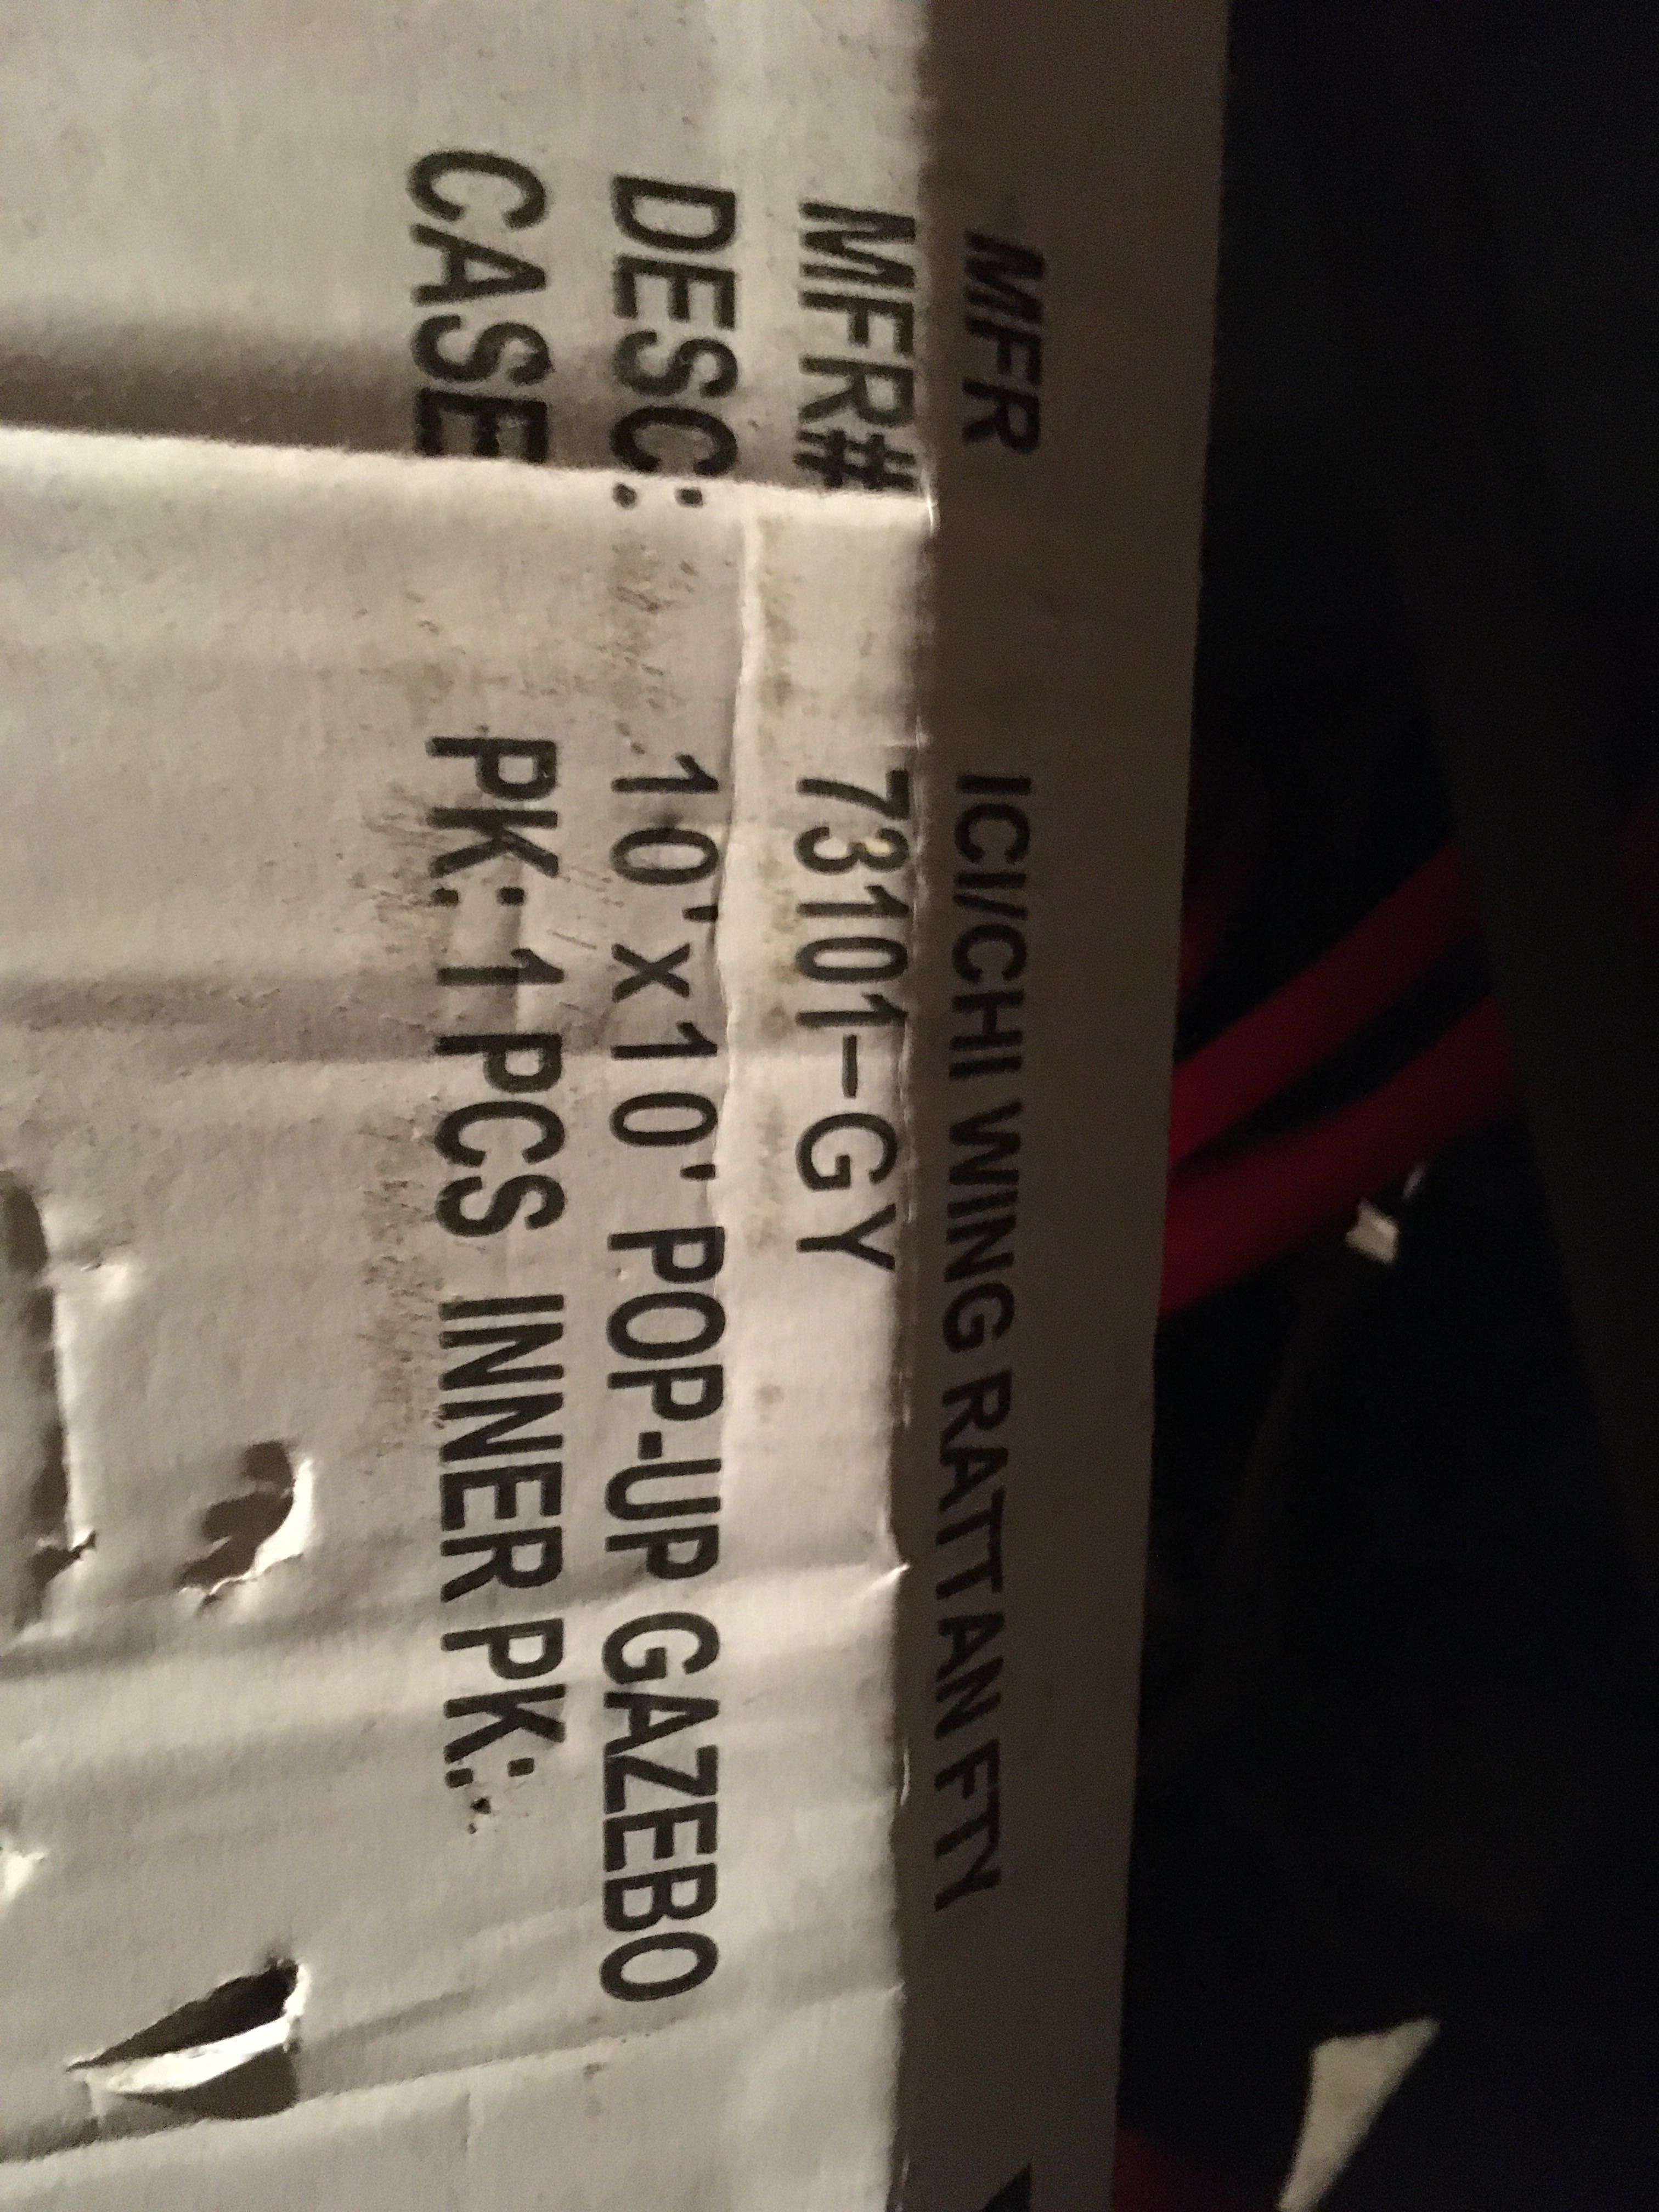 MFR ICI/CHI WING RATTAN FTY
MFR# 73101-GY
DESC: 10'x10' POP-UP GAZEBO
CASE PK: 1 PCS INNER PK: